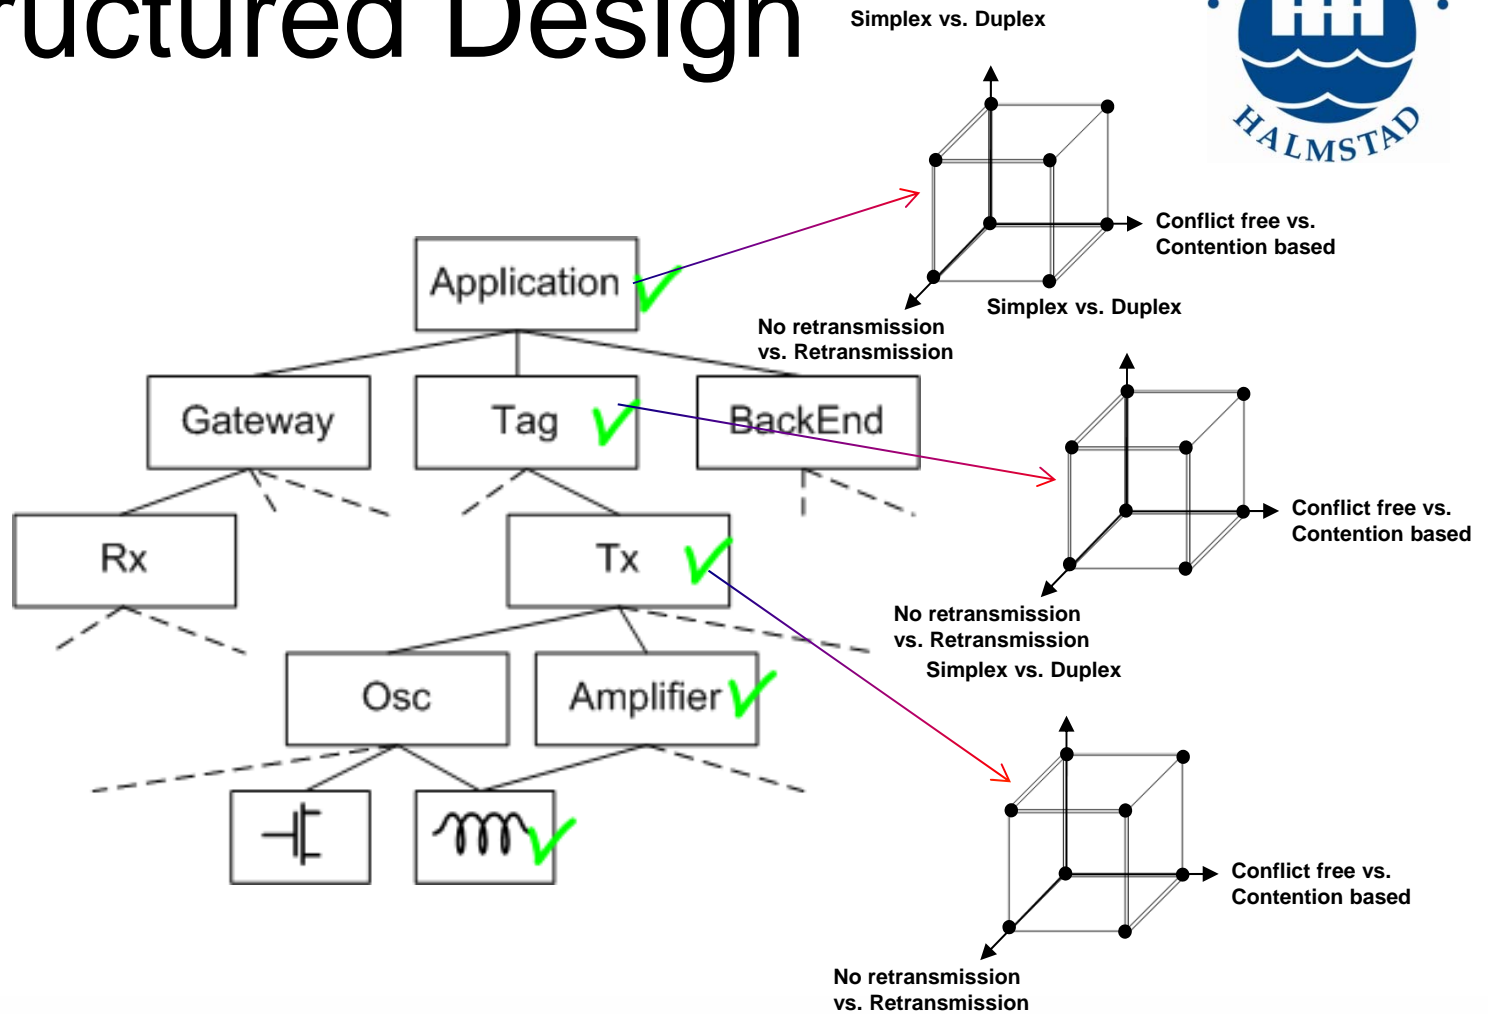 ructured Design
Simplex vs. Duplex
HALMSTAD
Conflict free vs.
Contention based
Application
Simplex vs. Duplex
No retransmission
vs. Retransmission
Gateway
Tag
BackEnd
Conflict free vs.
Contention based
Rx
Tx
No retransmission
vs. Retransmission
Simplex vs. Duplex
Osc
Amplifier
Conflict free vs.
Contention based
No retransmission
vs. Retransmission